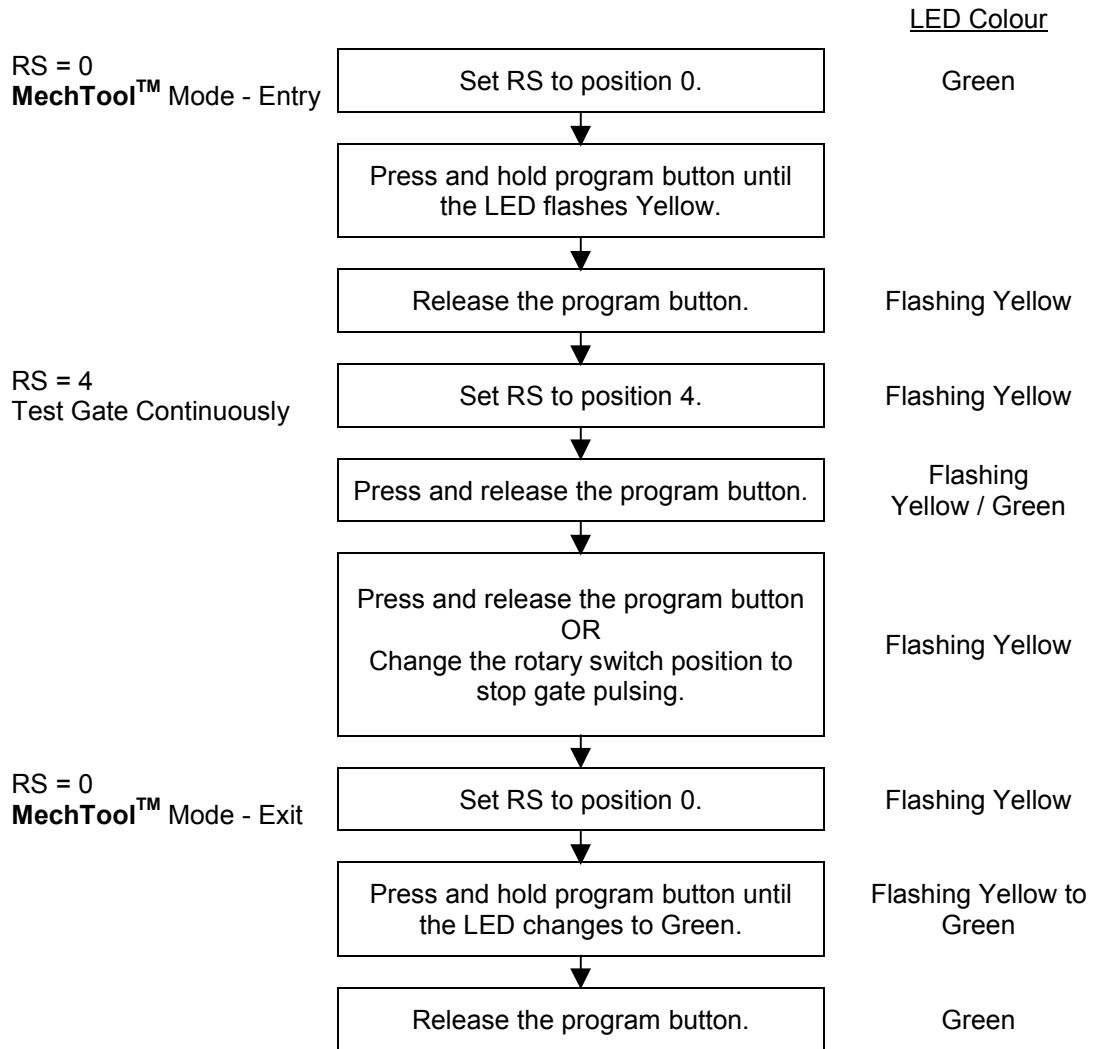 LED Colour
RS = 0
MechTool™ Mode - Entry
Set RS to position 0.
Green
Press and hold program button until
the LED flashes Yellow.
Release the program button.
Flashing Yellow
RS = 4
Test Gate Continuously
Set RS to position 4.
Flashing Yellow
Press and release the program button.
Flashing
Yellow / Green
Press and release the program button
OR
Change the rotary switch position to
stop gate pulsing.
Flashing Yellow
RS = 0
MechTool™ Mode - Exit
Set RS to position 0.
Flashing Yellow
Press and hold program button until
the LED changes to Green.
Flashing Yellow to
Green
Release the program button.
Green